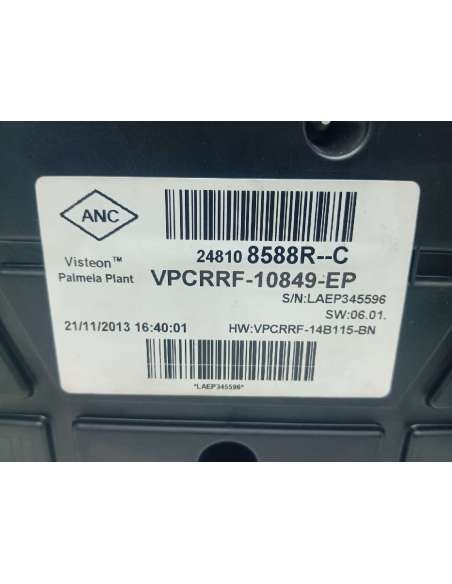 ANC
24810 8588R--C
Visteon™
Palmela Plant
VPCRRF-10849-EP
S/N:LAEP345596
SW:06.01.
21/11/2013 16:40:01
HW:VPCRRF-14B115-BN
*LAEP345596*